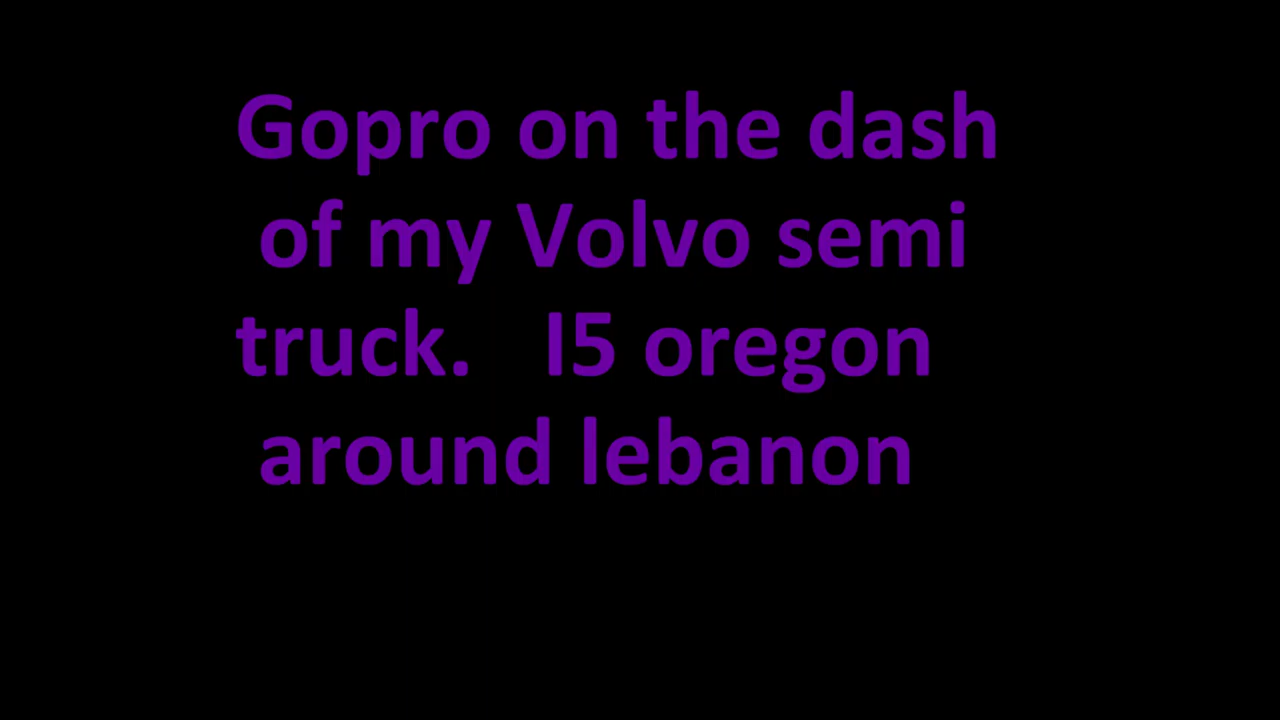 Gopro on the dash
of my Volvo semi
truck.   I5 oregon
around lebanon